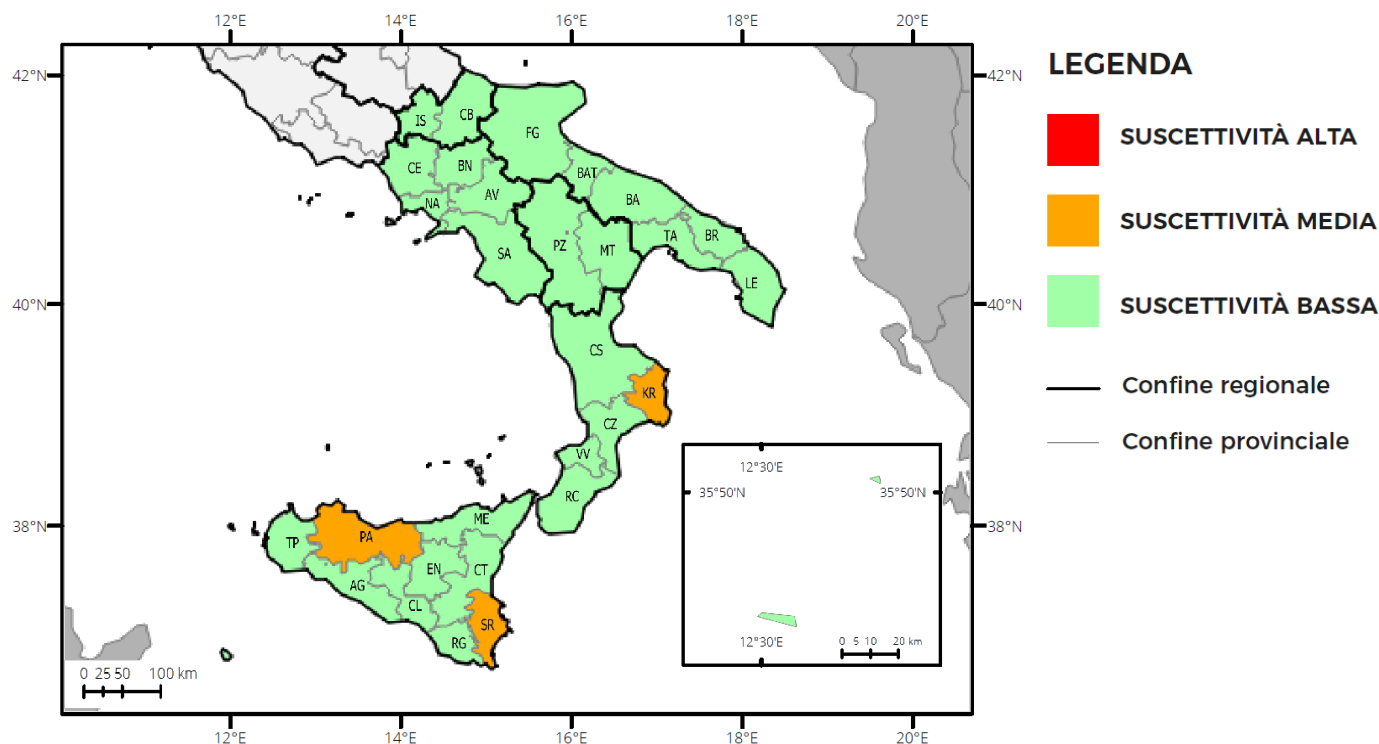 12°E 14°E 16°E 18°E 20°E
42°N 42°N
LEGENDA
SUSCETTIVITÀ ALTA
IS CB FG
CE BN BAT
AV BA
NA
SUSCETTIVITÀ MEDIA
TA BR
PZ MT
SA LE
40°N 40°N
SUSCETTIVITÀ BASSA
CS
KR
Confine regionale
CZ
Confine provinciale
VV
RC
12°30'E
35°50'N 35°50'N
ME
38°N 38°N
TP PA
EN CT
AG
CL
SR
RG
12°30'E
0 5 10 20 km
0 25 50 100 km
12°E 14°E 16°E 18°E 20°E